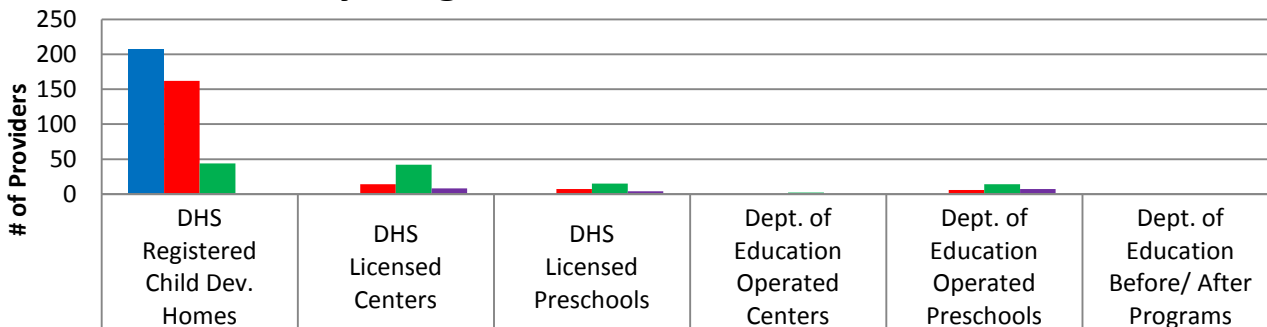 250
200
150
100
50
0
# of Providers
DHS
Registered
Child Dev.
Homes
DHS
Licensed
Centers
DHS
Licensed
Preschools
Dept. of
Education
Operated
Centers
Dept. of
Education
Operated
Preschools
Dept. of
Education
Before/ After
Programs